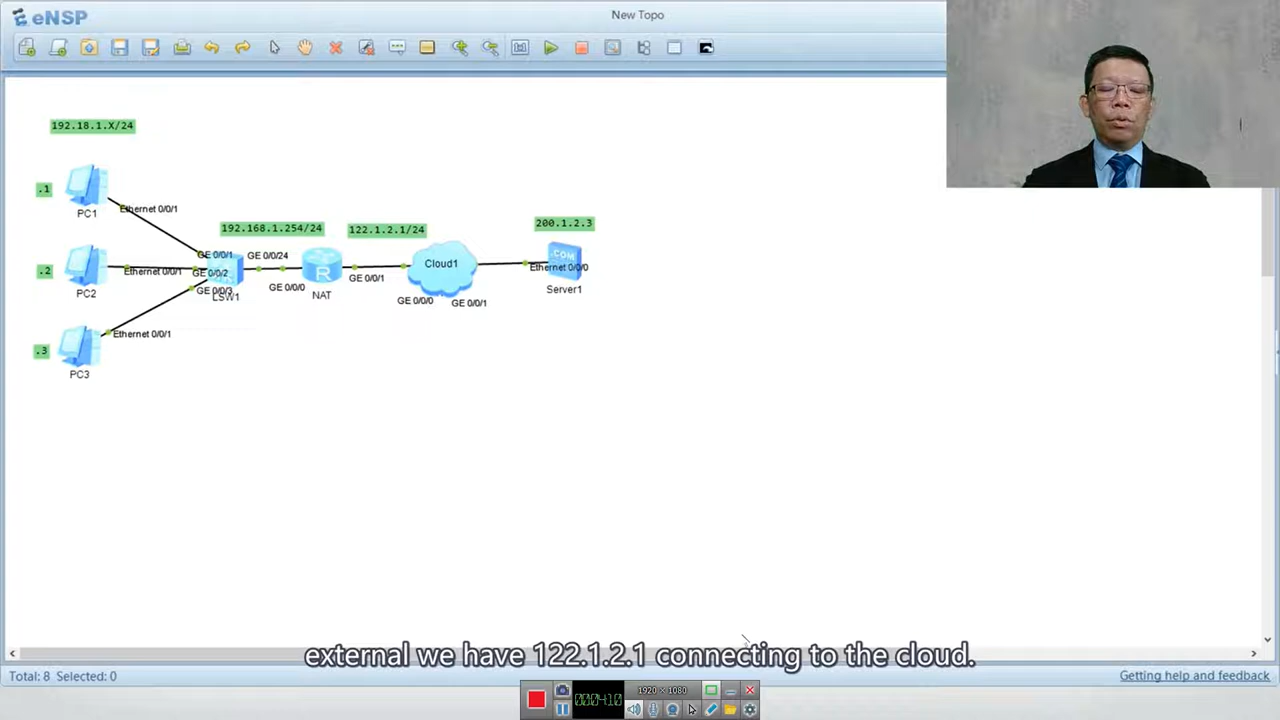 eNSP
New Topo
192.18.1.X/24
.1
Ethernet 0/0/1
PC1
192.168.1.254/24
122.1.2.1/24
200.1.2.3
GE 0/0/1
GE 0/0/24
Cloud1
COM
.2
Ethernet 0/0/1
GE 0/0/2
R
Ethernet 0/0/0
GE 0/0/1
PC2
GE 0/0/3
GE 0/0/0
LSW1
NAT
Server1
GE 0/0/0
GE 0/0/1
Ethernet 0/0/1
.3
PC3
external we have 122.1.2.1 connecting to the cloud.
Total: 8 Selected: 0
Getting help and feedback
1920 × 1080
000410